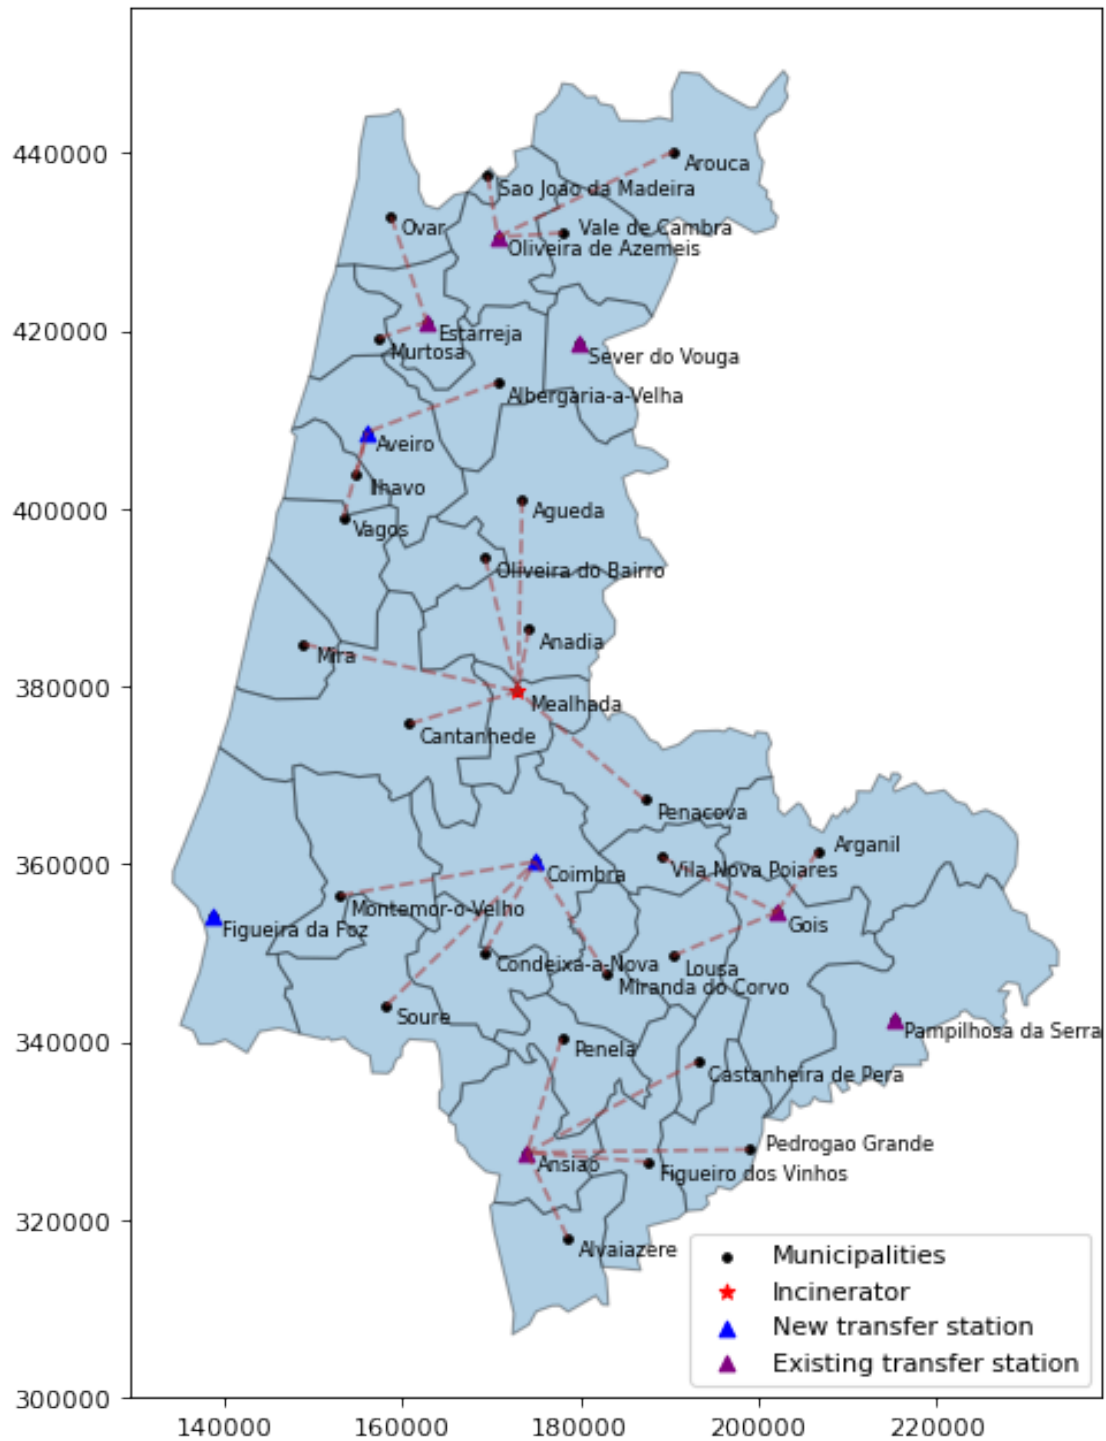 440000
Arouca
Sao João da Madeira
Ovar
Vale de Cambra
Oliveira de Azemeis
420000
Estarreja
Murtosa
Sever do Vouga
Albergaria-a-Velha
Aveiro
Ilhavo
400000
Agueda
Vagos
Oliveira do Bairro
Anadia
Mira
380000
Mealhada
Cantanhede
Penacova
360000
Arganil
Vila Nova Poiares
Coimbra
Montemor-o-Velho
Figueira da Foz
Gois
Condeixa-a-Nova
Lousa
Miranda do Corvo
Soure
340000
Pampilhosa da Serra
Penela
Castanheira de Pera
Pedrogao Grande
Ansiao
Figueiro dos Vinhos
320000
Alvaiazere
Municipalities
Incinerator
New transfer station
Existing transfer station
300000
140000 160000 180000 200000 220000